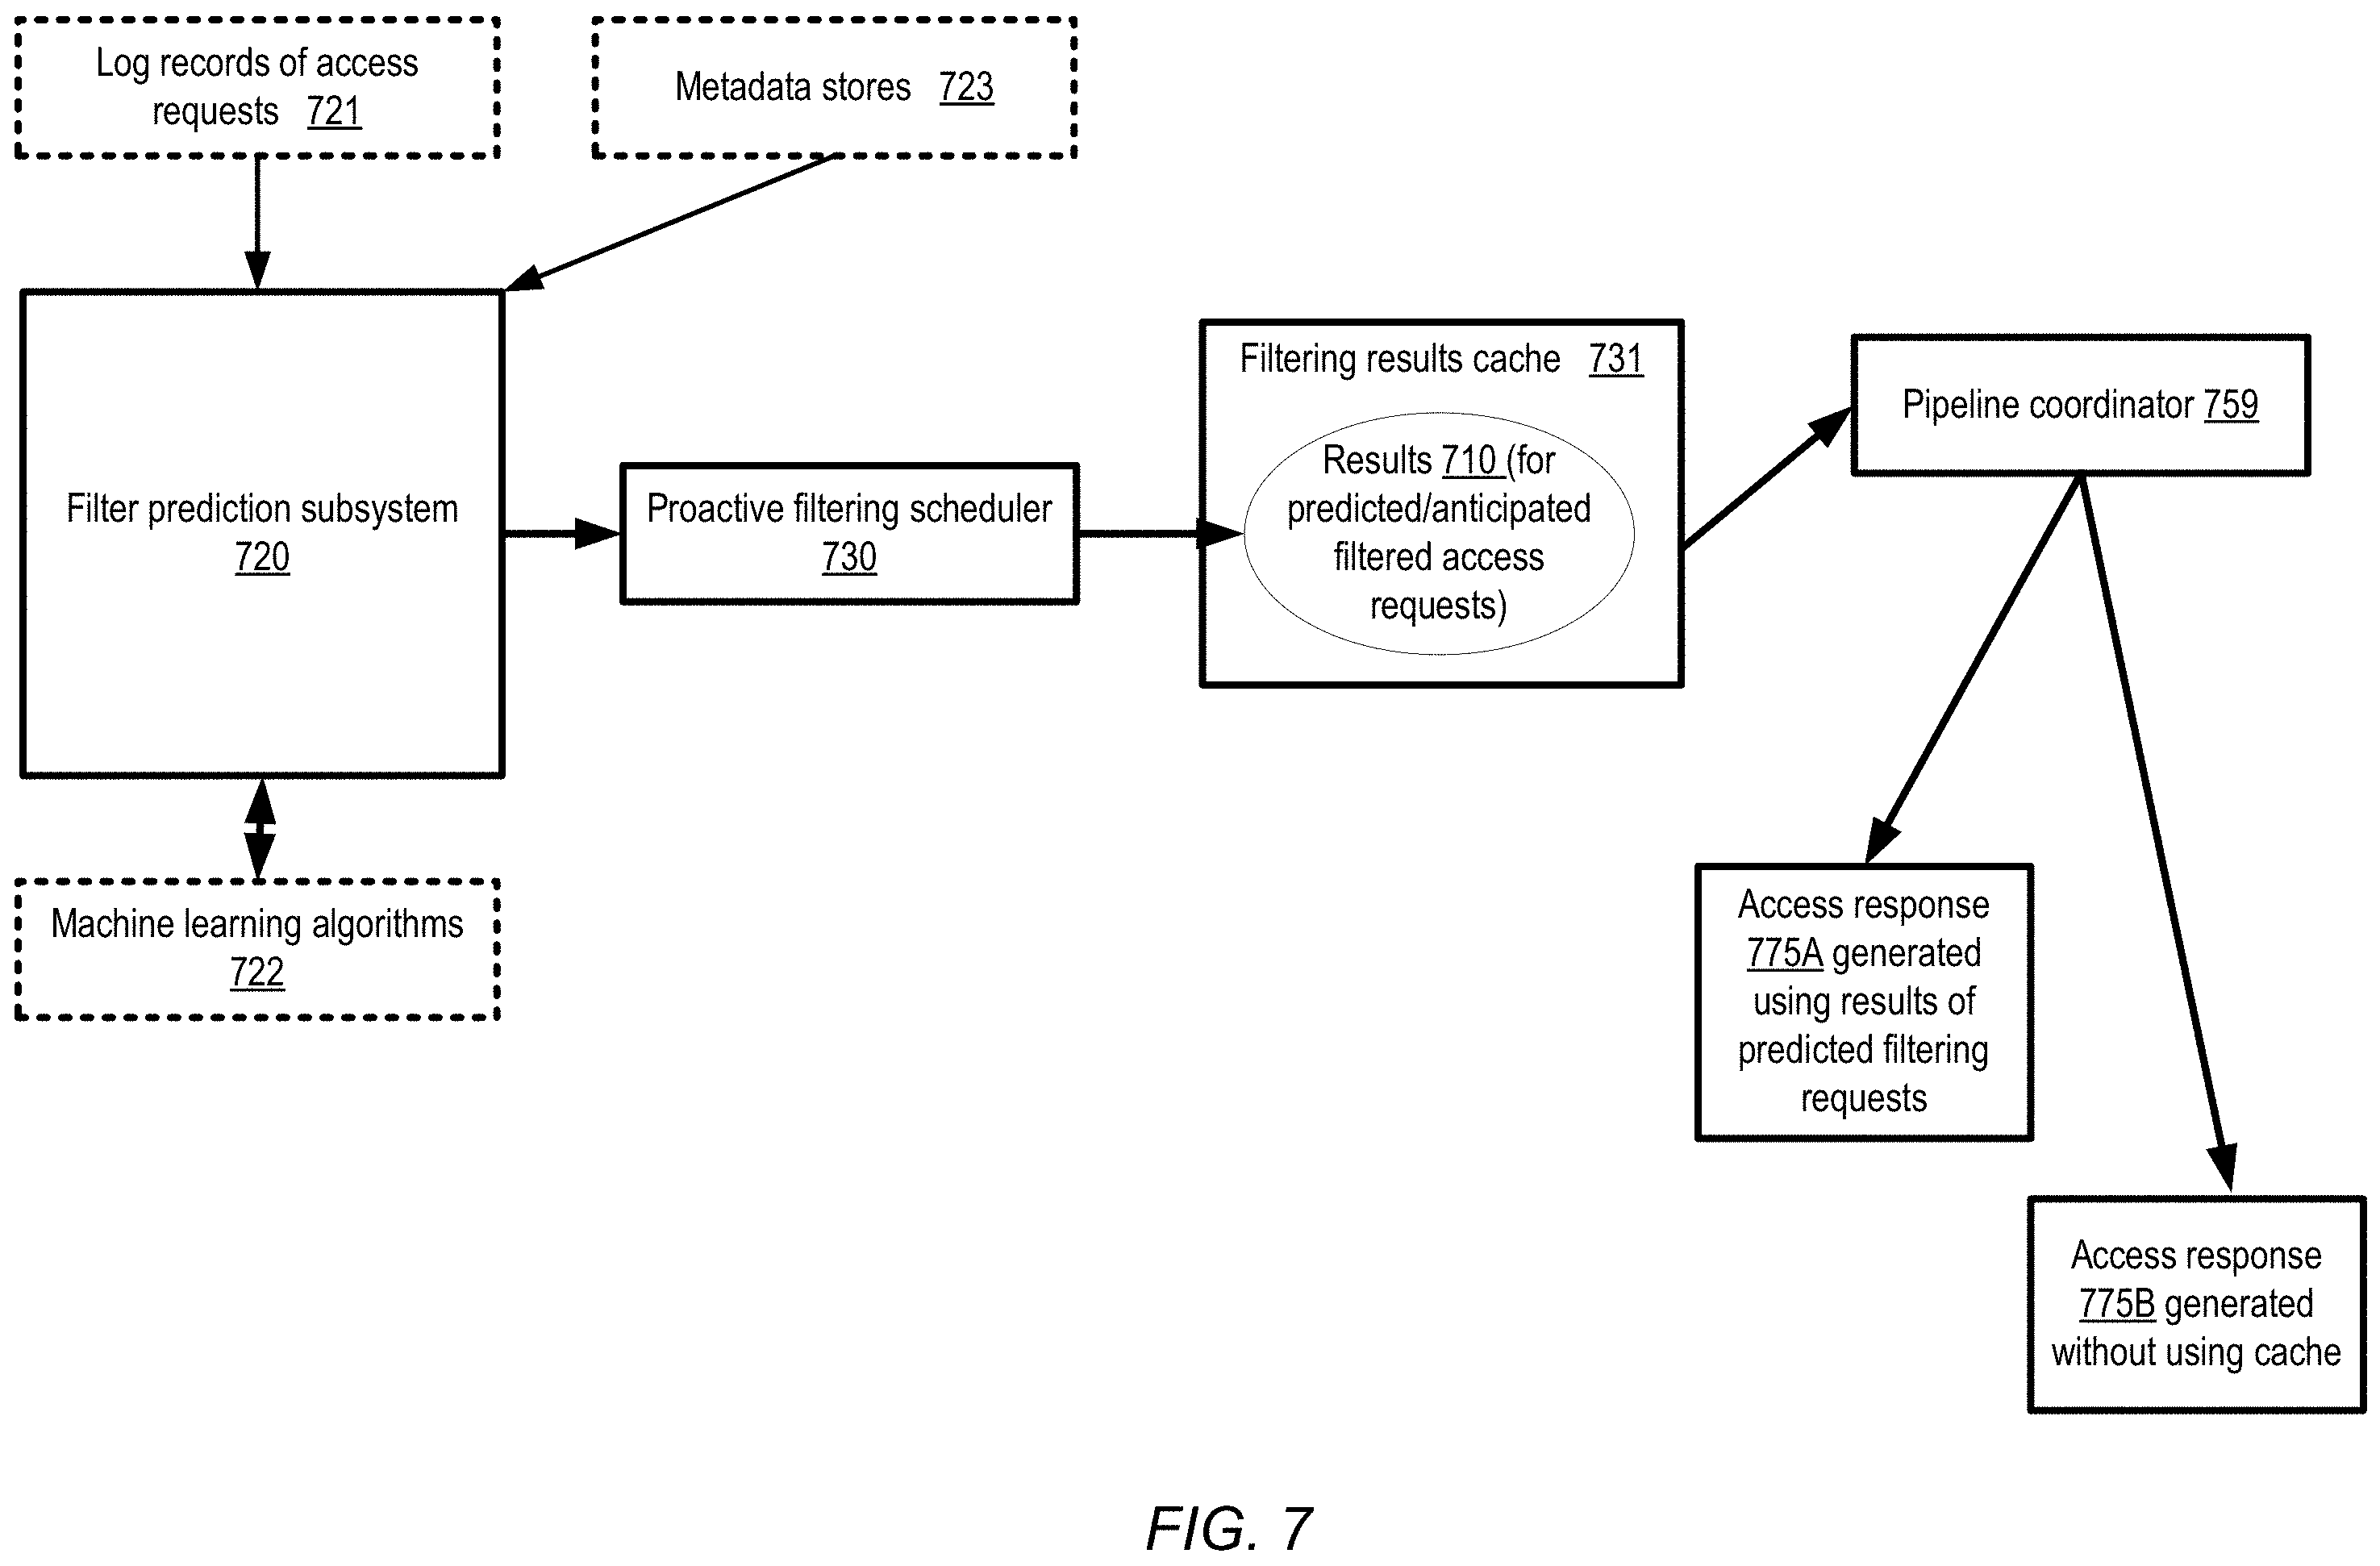 Log records of access
requests 721
Metadata stores 723
Filter prediction subsystem
720
Proactive filtering scheduler
730
Filtering results cache 731
Results 710 (for
predicted/anticipated
filtered access
requests)
Pipeline coordinator 759
Machine learning algorithms
722
Access response
775A generated
using results of
predicted filtering
requests
Access response
775B generated
without using cache
FIG. 7